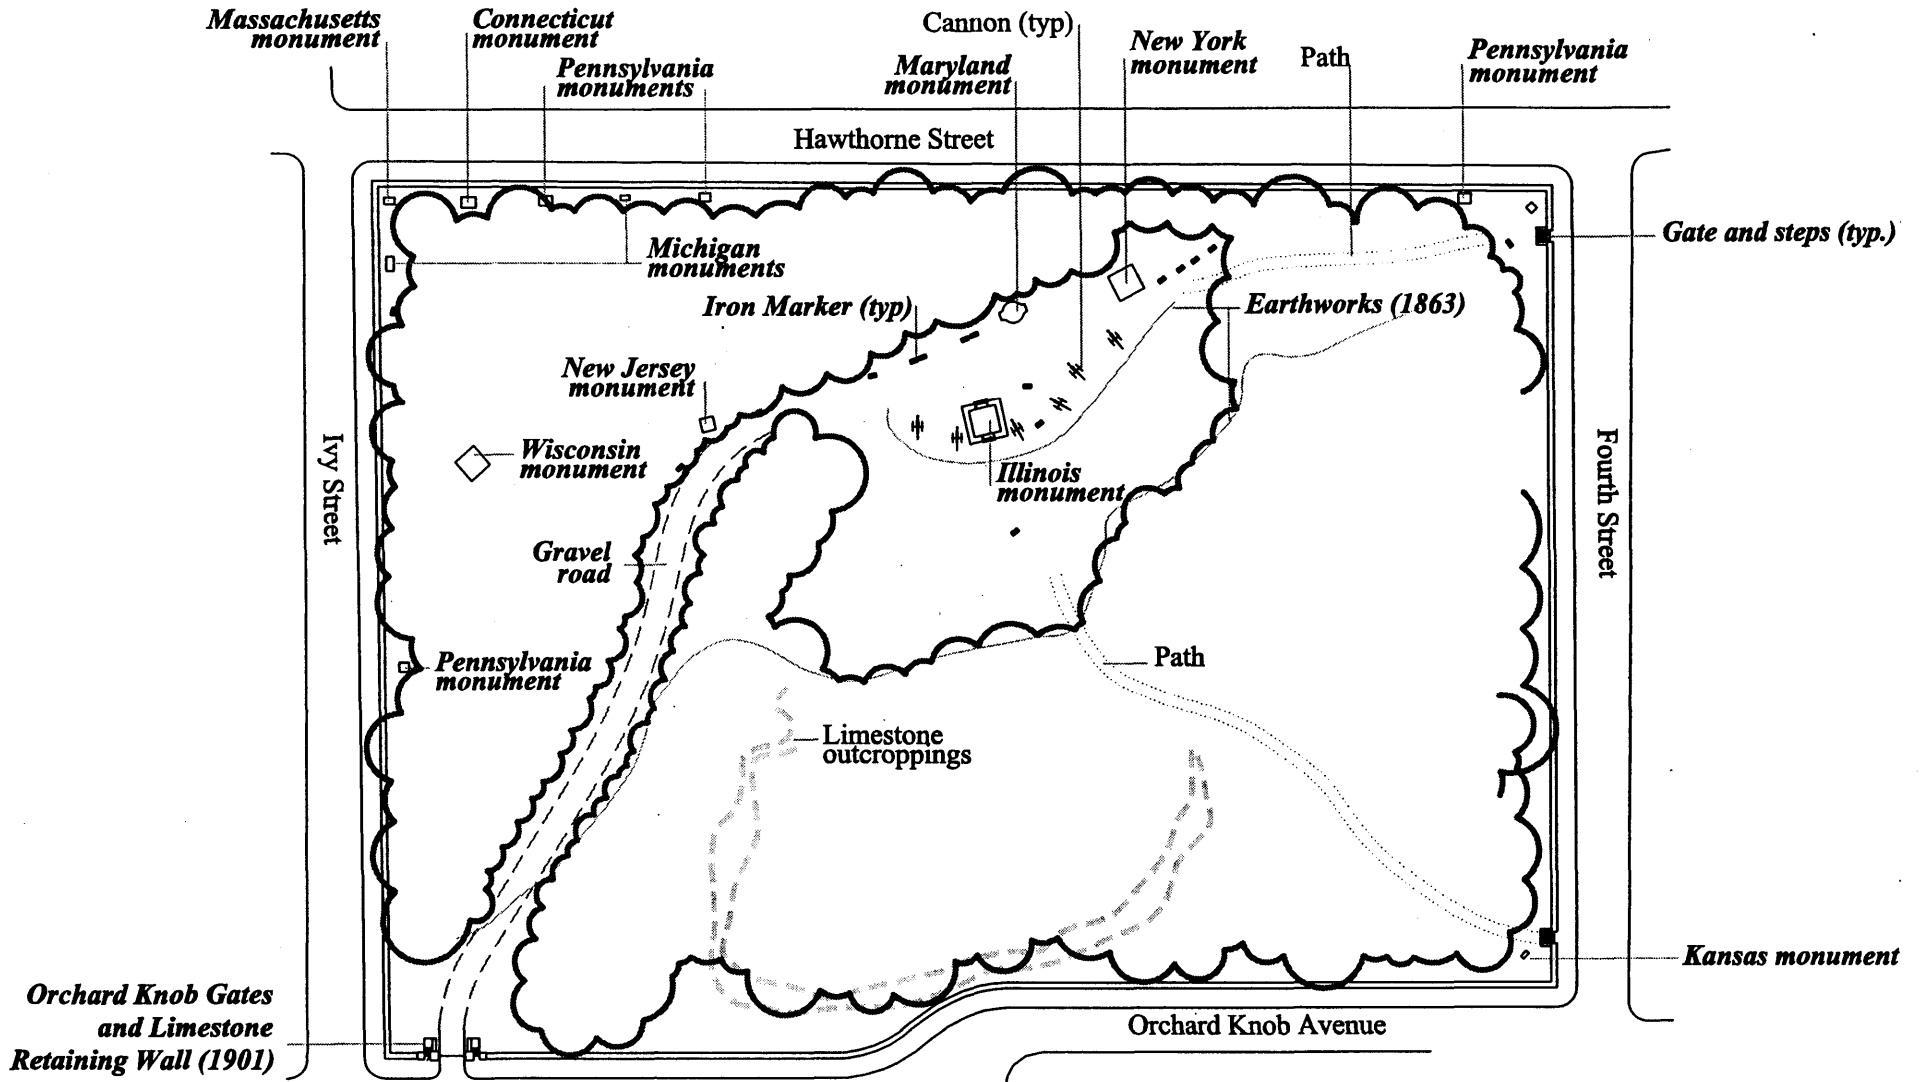 Massachusetts
monument
Connecticut
monument
Pennsylvania
monuments
Cannon (typ)
Maryland
monument
New York
monument
Path
Pennsylvania
monument
Hawthorne Street
Gate and steps (typ.)
Michigan
monuments
Iron Marker (typ)
Earthworks (1863)
New Jersey
monument
Wisconsin
monument
Ivy Street
Fourth Street
Illinois
monument
Gravel
road
Pennsylvania
monument
Path
Limestone
outcroppings
Kansas monument
Orchard Knob Gates
and Limestone
Retaining Wall (1901)
Orchard Knob Avenue